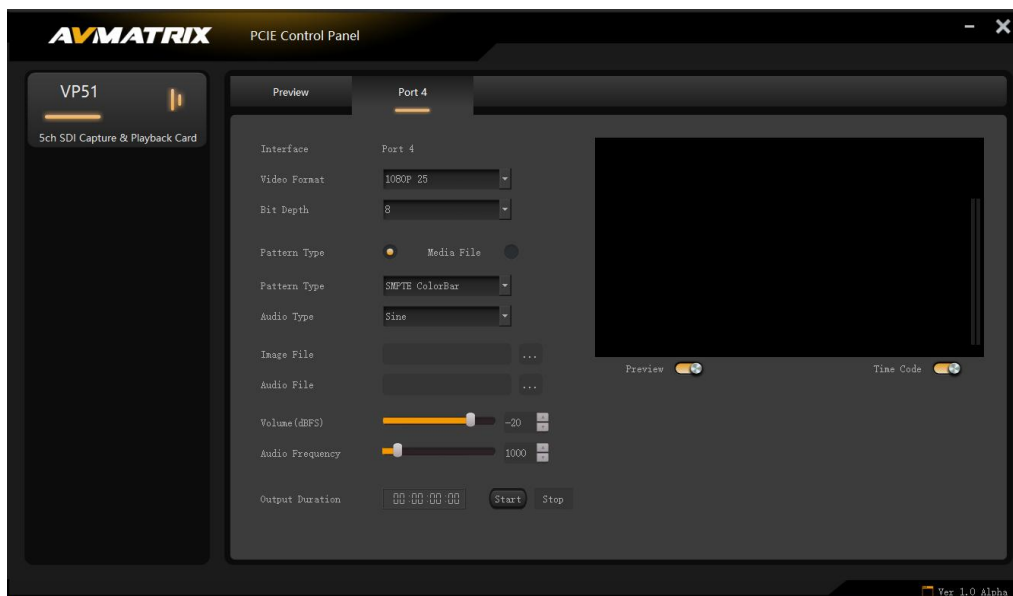 AVMATRIX PCIE Control Panel
VP51
5ch SDI Capture & Playback Card
Preview Port 4
Interface Port 4
Video Format 1080P 25
Bit Depth 8
Pattern Type Media File
Pattern Type SMPTE ColorBar
Audio Type Sine
Image File ...
Audio File ...
Volume(dBFS) -20
Audio Frequency 1000
Output Duration 00:00:00:00 Start Stop
Preview Time Code
Ver 1.0 Alpha